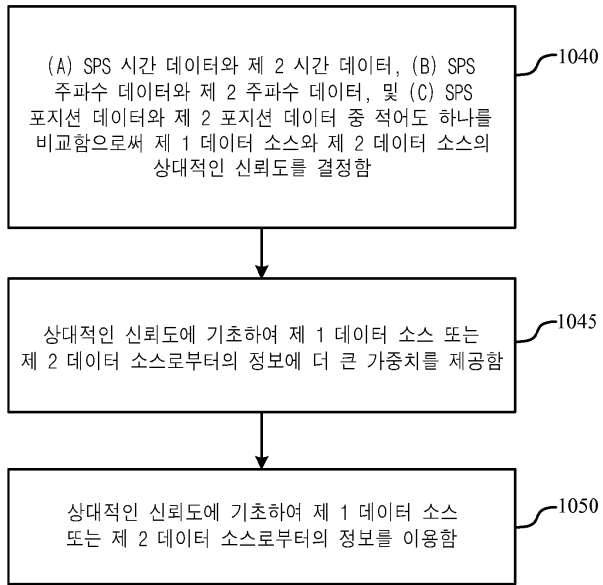 (A) SPS 시간 데이터와 제 2 시간 데이터, (B) SPS
주파수 데이터와 제 2 주파수 데이터, 및 (C) SPS
포지션 데이터와 제 2 포지션 데이터 중 적어도 하나를
비교함으로써 제 1 데이터 소스와 제 2 데이터 소스의
상대적인 신뢰도를 결정함
1040
상대적인 신뢰도에 기초하여 제 1 데이터 소스 또는
제 2 데이터 소스로부터의 정보에 더 큰 가중치를 제공함
1045
상대적인 신뢰도에 기초하여 제 1 데이터 소스
또는 제 2 데이터 소스로부터의 정보를 이용함
1050